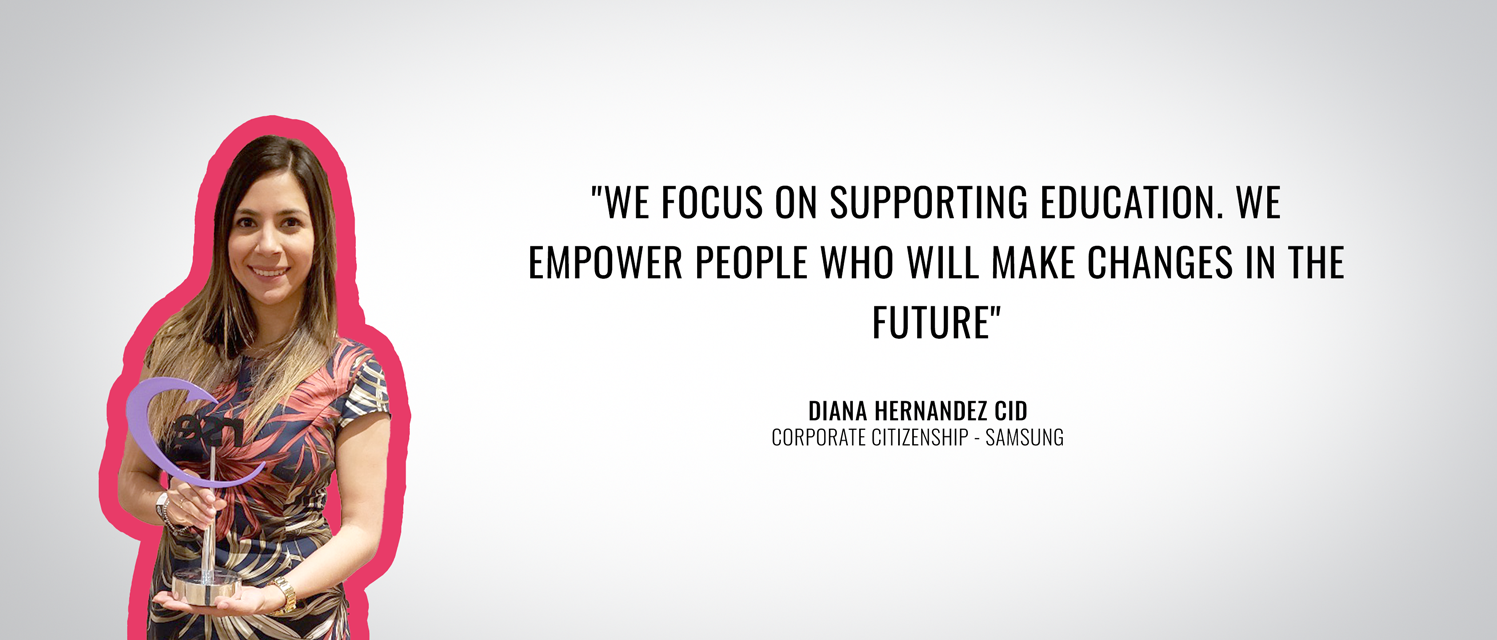 "WE FOCUS ON SUPPORTING EDUCATION. WE
EMPOWER PEOPLE WHO WILL MAKE CHANGES IN THE
FUTURE"
DIANA HERNANDEZ CID
CORPORATE CITIZENSHIP - SAMSUNG